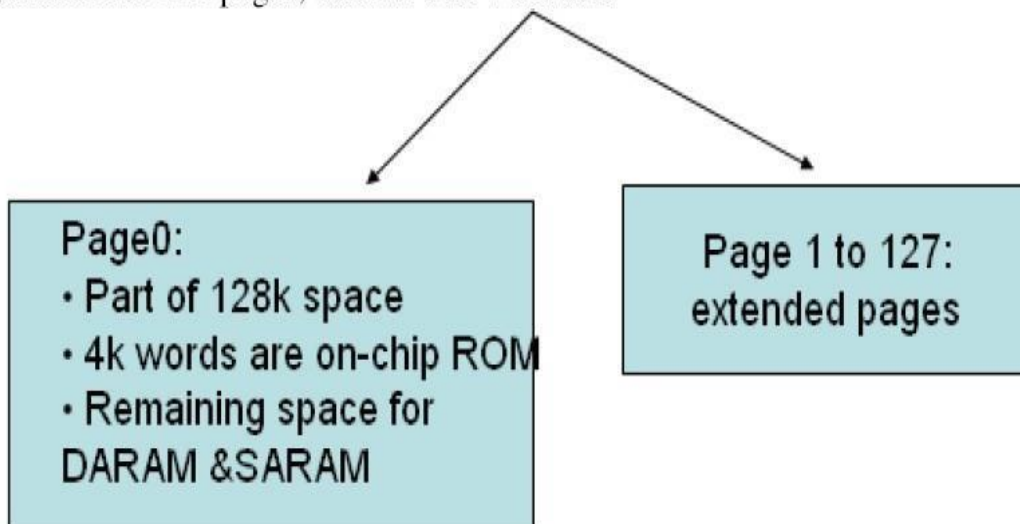 pages,
Page0:
• Part of 128k space
• 4k words are on-chip ROM
• Remaining space for
DARAM &SARAM
Page 1 to 127:
extended pages